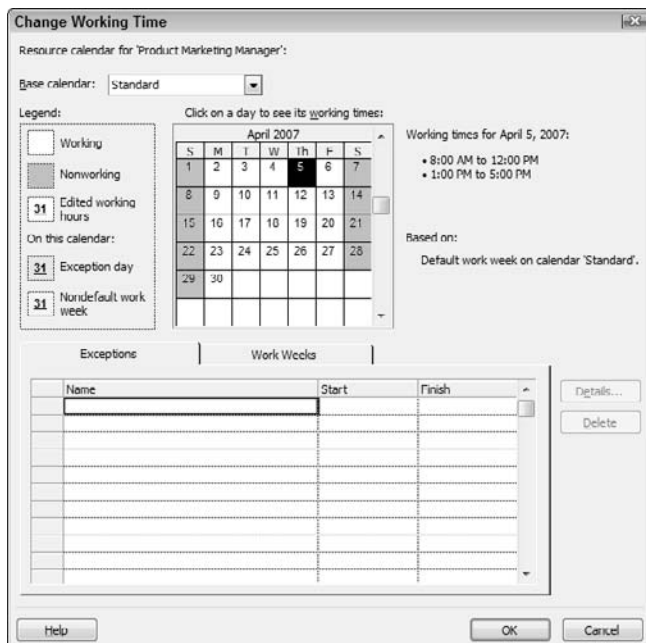 Change Working Time
Resource calendar for 'Product Marketing Manager':
Base calendar: Standard
Legend:
Working
Nonworking
31 Edited working hours
On this calendar:
31 Exception day
31 Nondefault work week
Click on a day to see its working times:
April 2007
S M T W Th F S
1 2 3 4 5 6 7
8 9 10 11 12 13 14
15 16 17 18 19 20 21
22 23 24 25 26 27 28
29 30
Working times for April 5, 2007:
• 8:00 AM to 12:00 PM
• 1:00 PM to 5:00 PM
Based on:
Default work week on calendar 'Standard'.
Exceptions Work Weeks
Name Start Finish
Details...
Delete
Help OK Cancel